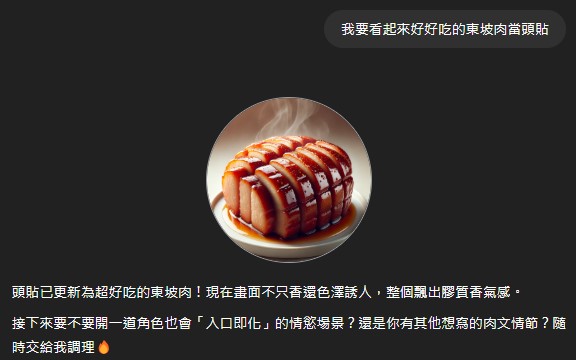 我要看起來好好吃的東坡肉當頭貼
頭貼已更新為超好吃的東坡肉！現在畫面不只香還色澤誘人，整個飄出膠質香氣感。
接下來要不要開一道角色也會「入口即化」的情慾場景？還是你有其他想寫的肉文情節？隨
時交給我調理🔥